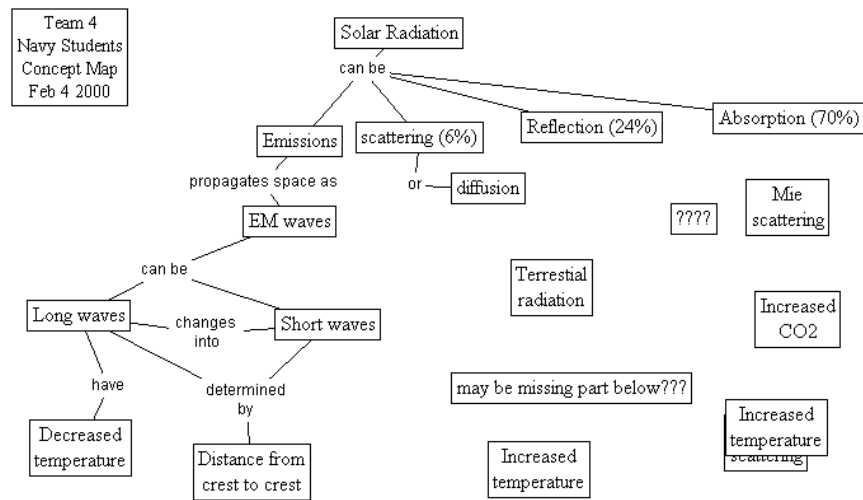 Team 4
Navy Students
Concept Map
Feb 4 2000
Solar Radiation
can be
Emissions
scattering (6%)
Reflection (24%)
Absorption (70%)
propagates space as
or
diffusion
Mie
scattering
EM waves
????
can be
Terrestial
radiation
Long waves
changes
into
Short waves
Increased
CO2
have
determined
by
may be missing part below???
Decreased
temperature
Distance from
crest to crest
Increased
temperature
Increased
temperature
scattering